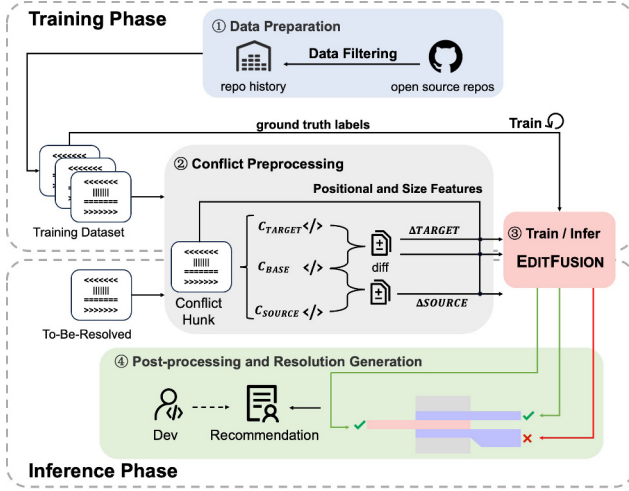 Training Phase
① Data Preparation
Data Filtering
repo history
open source repos
ground truth labels
Train
② Conflict Preprocessing
Positional and Size Features
<<<<<<<
|||||||
=======
>>>>>>>
Training Dataset
C_TARGET </>
ΔTARGET
③ Train / Infer
EDITFUSION
<<<<<<<
|||||||
=======
>>>>>>>
C_BASE </>
diff
Conflict
Hunk
<<<<<<<
|||||||
=======
>>>>>>>
To-Be-Resolved
C_SOURCE </>
ΔSOURCE
④ Post-processing and Resolution Generation
Dev
Recommendation
Inference Phase